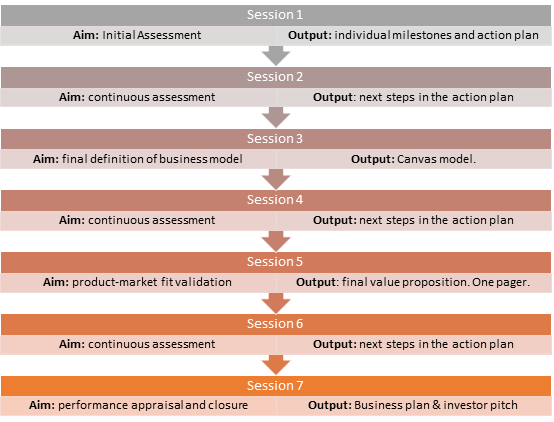 Session 1
Aim: Initial Assessment Output: individual milestones and action plan
Session 2
Aim: continuous assessment Output: next steps in the action plan
Session 3
Aim: final definition of business model Output: Canvas model.
Session 4
Aim: continuous assessment Output: next steps in the action plan
Session 5
Aim: product-market fit validation Output: final value proposition. One pager.
Session 6
Aim: continuous assessment Output: next steps in the action plan
Session 7
Aim: performance appraisal and closure Output: Business plan & investor pitch